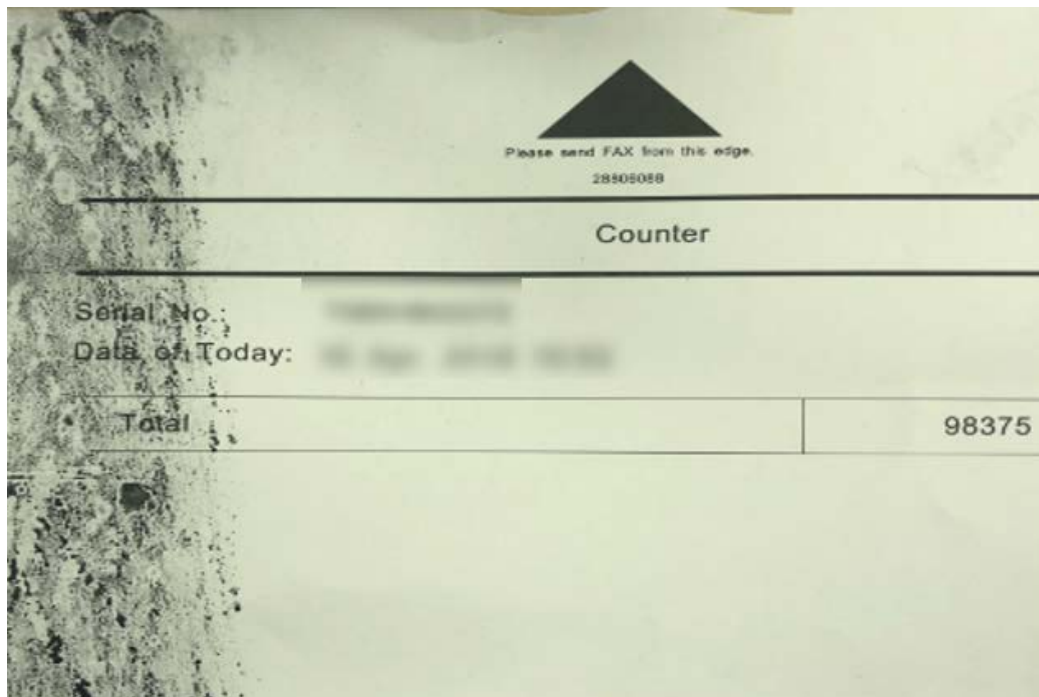 Please send FAX from this edge.
28806088
Counter
Serial No.:
Data of Today:
Total 98375